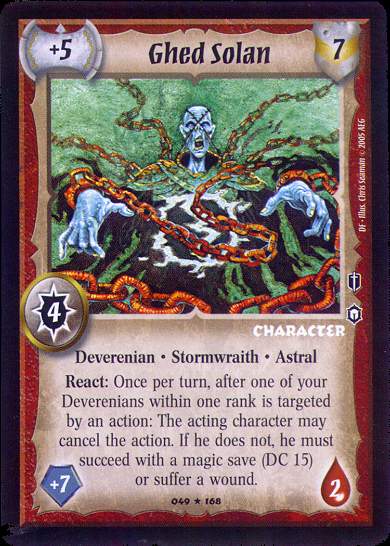 +5
Ghed Solan
7
DF • Illus. Chris Seaman © 2005 AEG
4
CHARACTER
Deverenian • Stormwraith • Astral
React: Once per turn, after one of your
Deverenians within one rank is targeted
by an action: The acting character may
cancel the action. If he does not, he must
succeed with a magic save (DC 15)
or suffer a wound.
+7
049 ★ 168
2